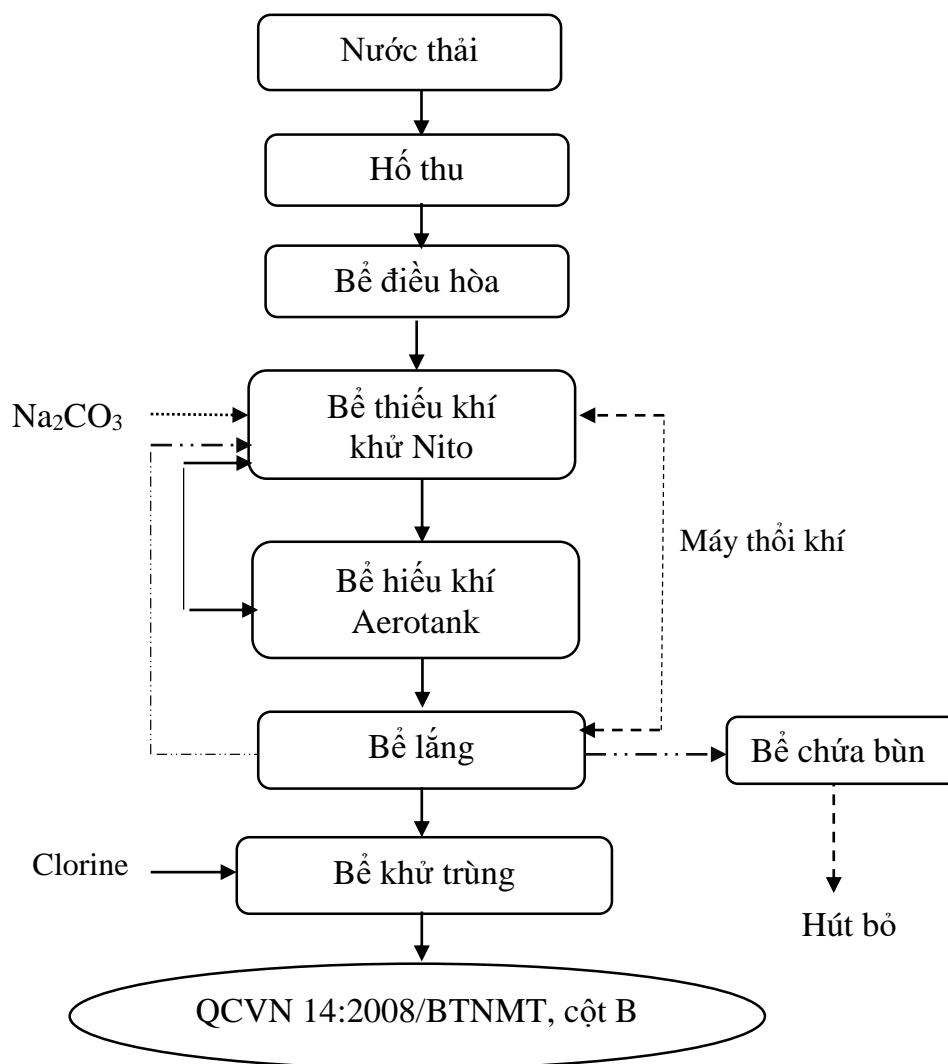 Nước thải
Hố thu
Bể điều hòa
Na₂CO₃
Bể thiếu khí
khử Nito
Máy thổi khí
Bể hiếu khí
Aerotank
Bể lắng
Bể chứa bùn
Clorine
Bể khử trùng
Hút bỏ
QCVN 14:2008/BTNMT, cột B